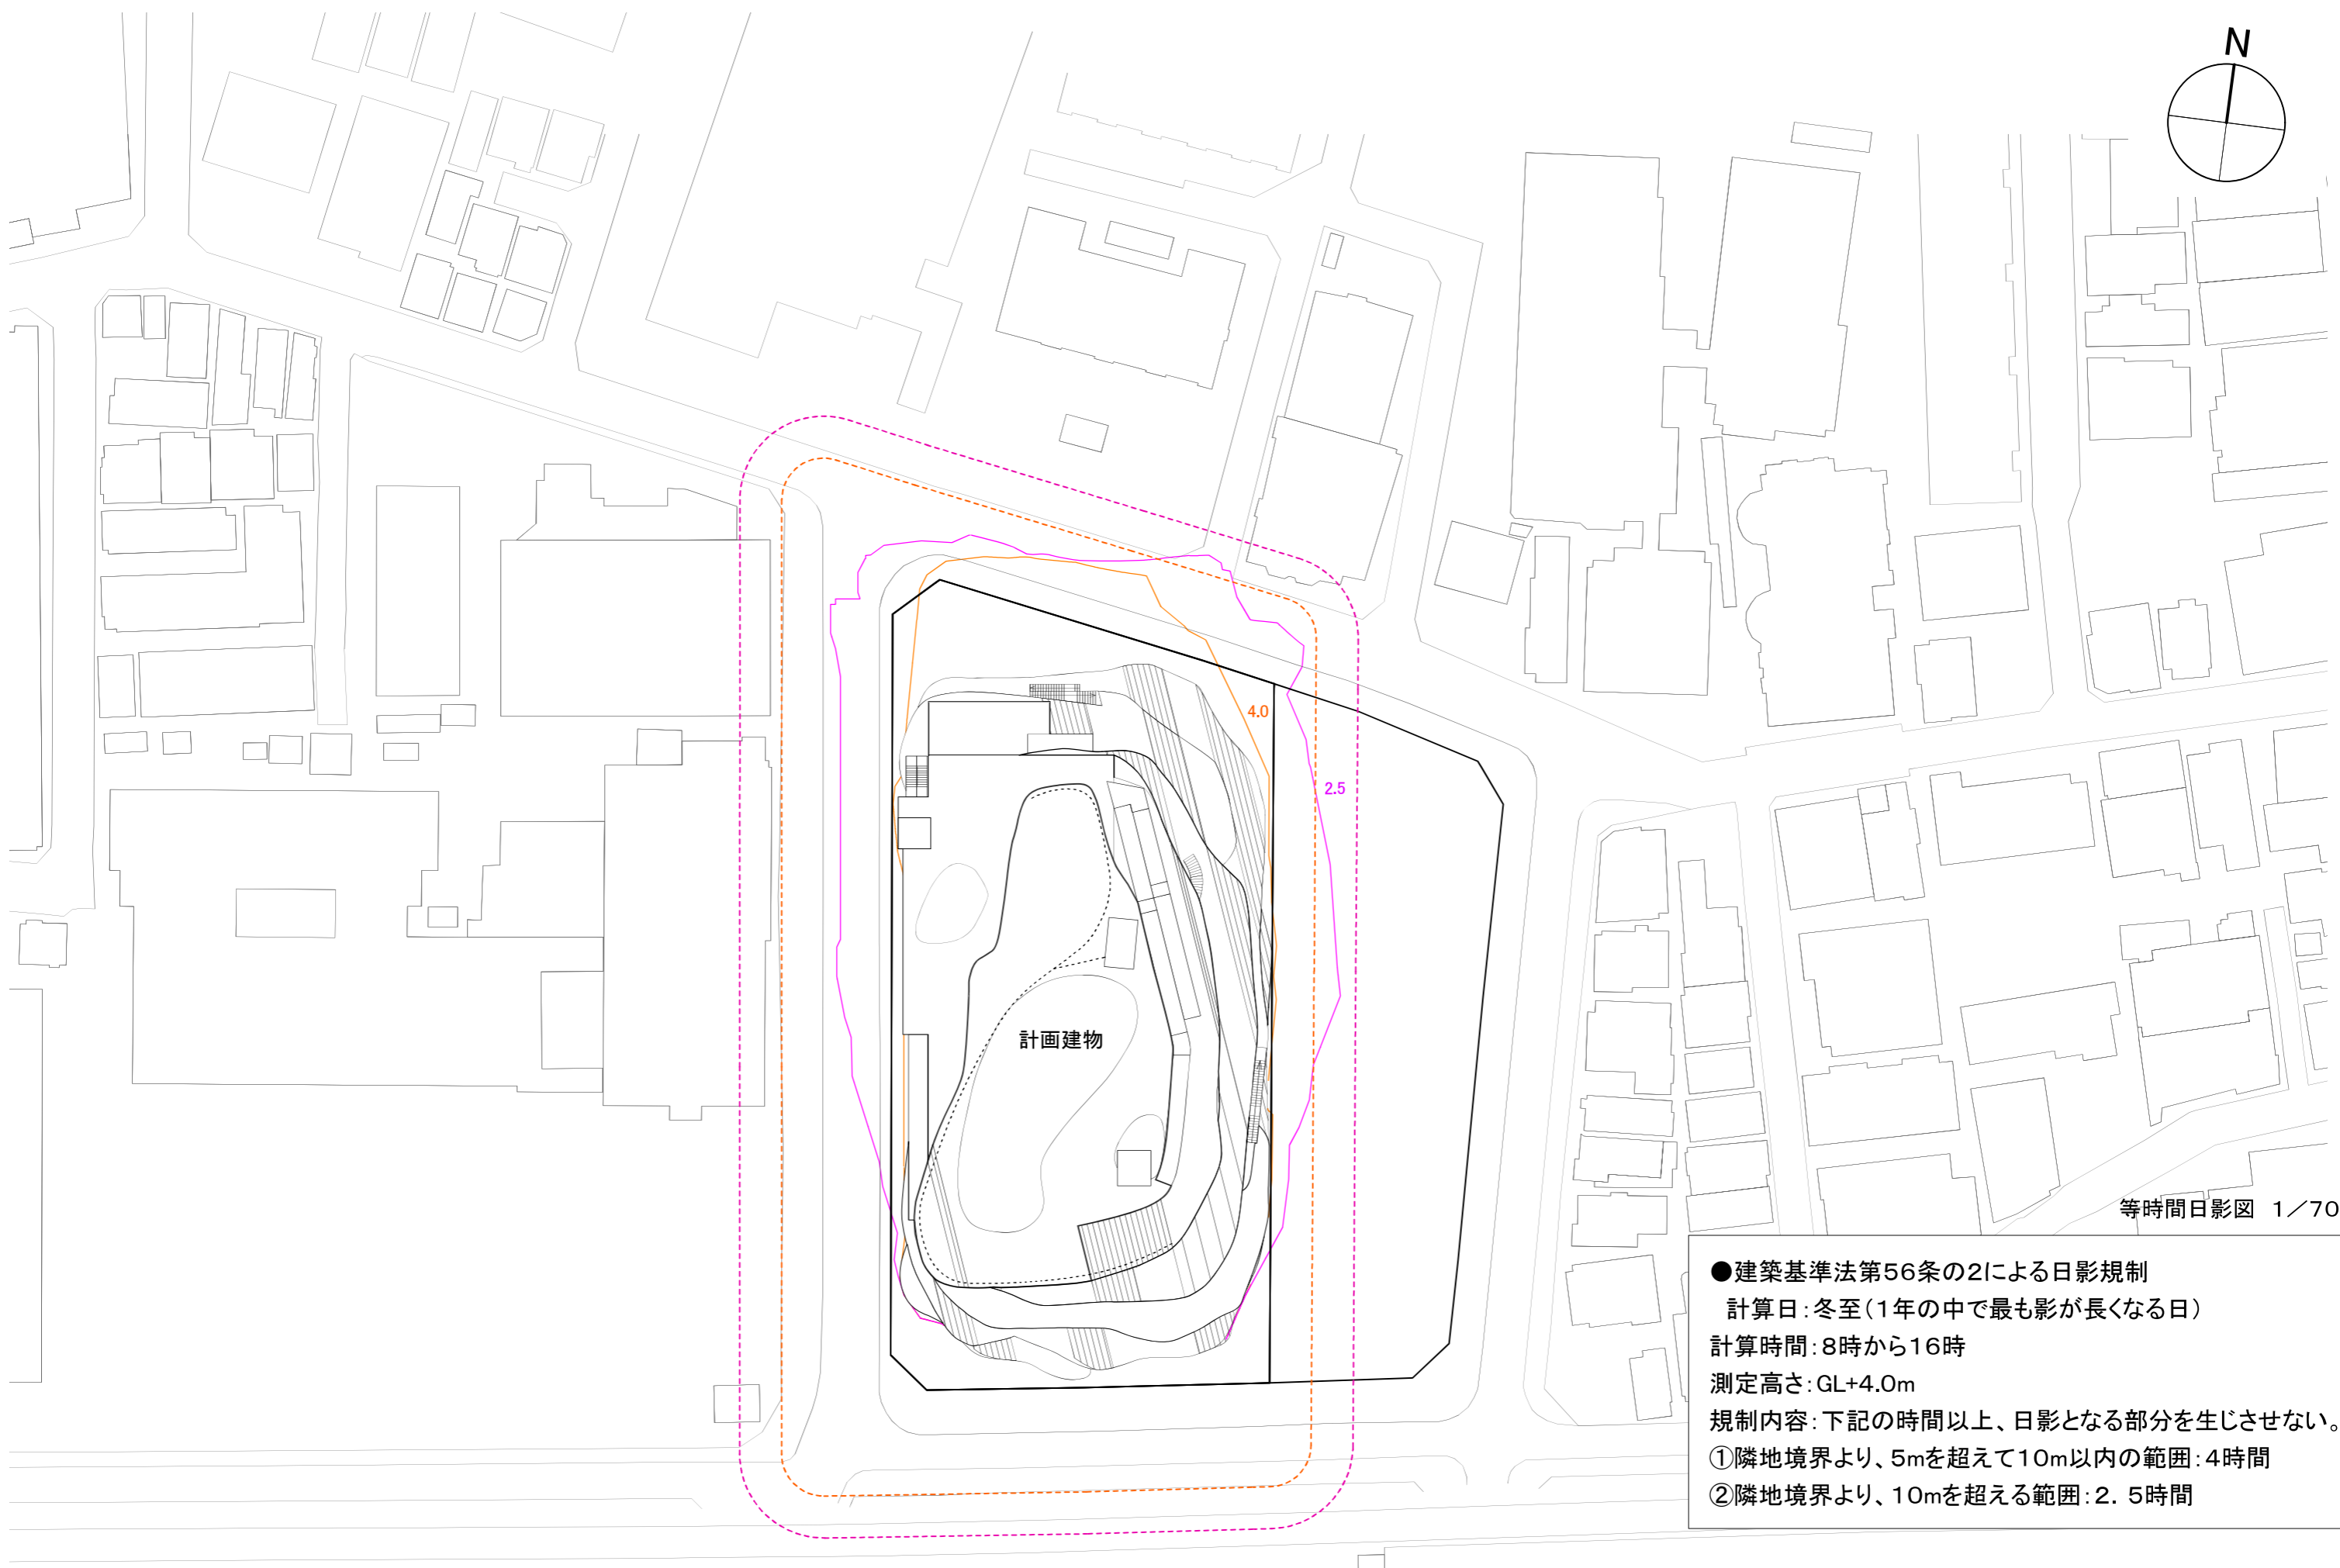 N
4.0
2.5
計画建物
等時間日影図 1/70
●建築基準法第56条の2による日影規制
計算日:冬至(1年の中で最も影が長くなる日)
計算時間:8時から16時
測定高さ:GL+4.0m
規制内容:下記の時間以上、日影となる部分を生じさせない。
①隣地境界より、5mを超えて10m以内の範囲:4時間
②隣地境界より、10mを超える範囲:2.5時間